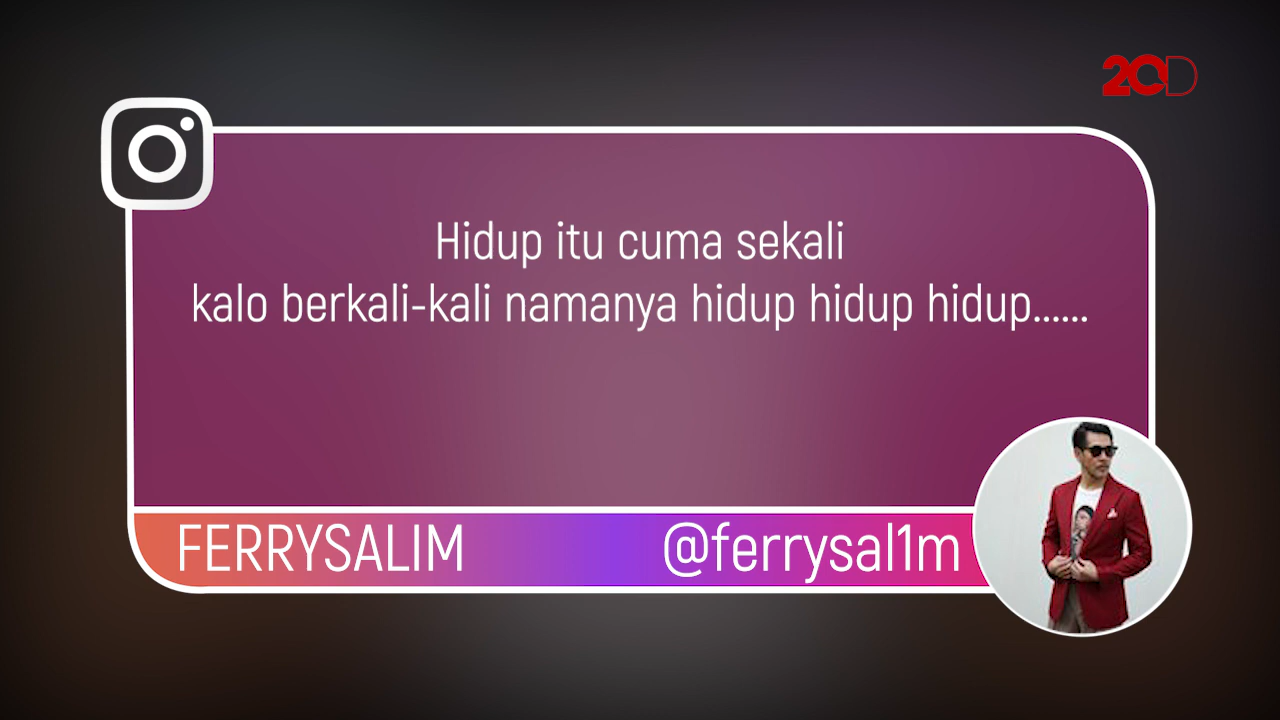 20D
Hidup itu cuma sekali
kalo berkali-kali namanya hidup hidup hidup......
FERRYSALIM @ferrysal1m